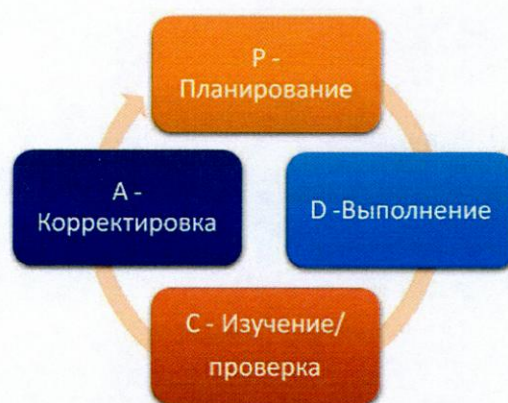 P -
Планирование
D -Выполнение
C - Изучение/
проверка
A -
Корректировка